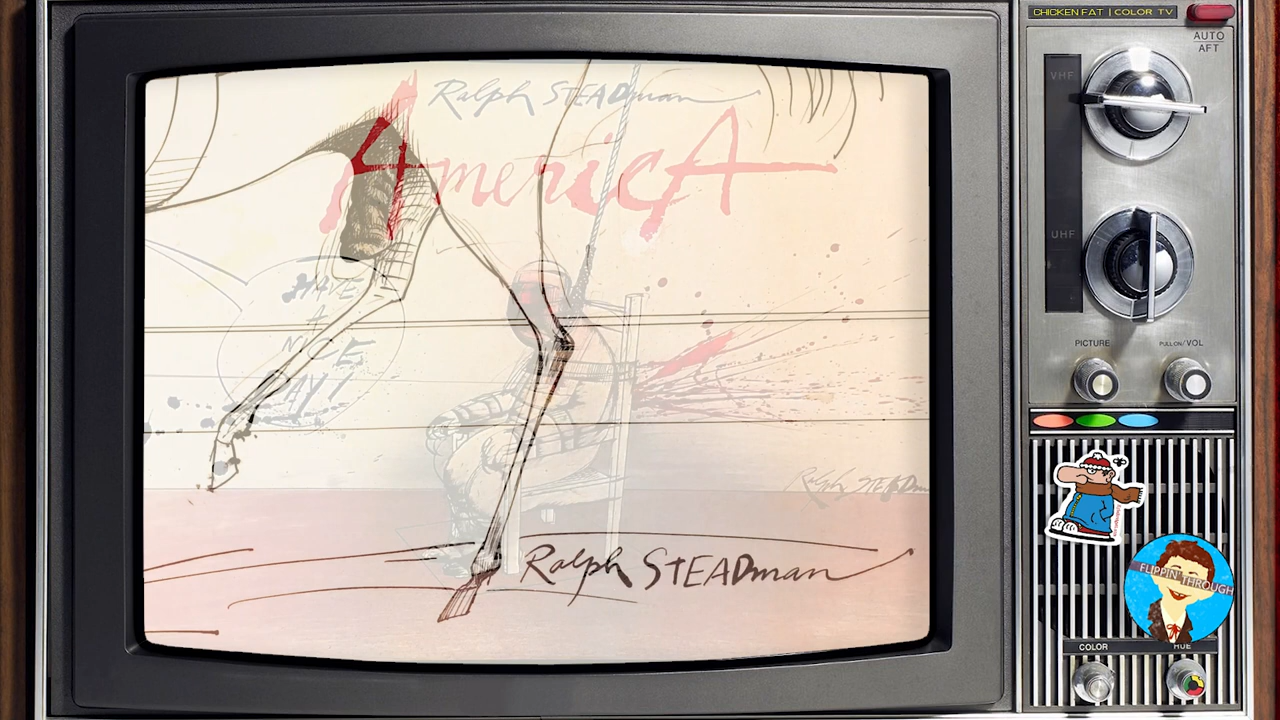 CHICKEN FAT | COLOR TV
AUTO
AFT
VHF
UHF
PICTURE
PULL ON/VOL
Ralph STEADman
AmericA
HAVE
A
NICE
DAY!
Ralph STEADm
Ralph STEADman
FLIPPIN' THROUGH
COLOR
HUE